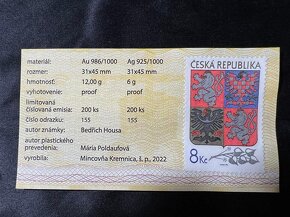 materiál: Au 986/1000 Ag 925/1000
rozmer: 31x45 mm 31x45 mm
hmotnosť: 12,00 g 6 g
vyhotovenie: proof proof
limitovaná
číslovaná emisia: 200 ks 200 ks
číslo odrazku: 155 155
autor známky: Bedřich Housa
autor plastického
prevedenia: Mária Poldaufová
vyrobila: Mincovňa Kremnica, š. p., 2022
ČESKÁ REPUBLIKA
8 Kč